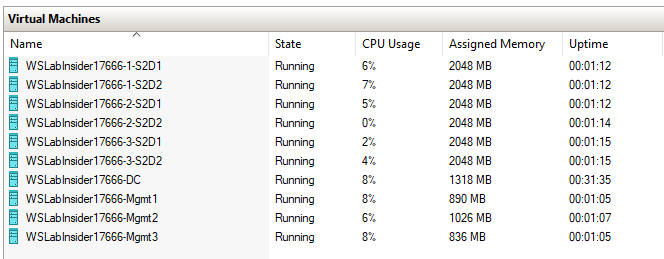 Virtual Machines
Name State CPU Usage Assigned Memory Uptime
WSLabInsider17666-1-S2D1 Running 6% 2048 MB 00:01:12
WSLabInsider17666-1-S2D2 Running 7% 2048 MB 00:01:12
WSLabInsider17666-2-S2D1 Running 5% 2048 MB 00:01:12
WSLabInsider17666-2-S2D2 Running 0% 2048 MB 00:01:14
WSLabInsider17666-3-S2D1 Running 2% 2048 MB 00:01:15
WSLabInsider17666-3-S2D2 Running 4% 2048 MB 00:01:15
WSLabInsider17666-DC Running 8% 1318 MB 00:31:35
WSLabInsider17666-Mgmt1 Running 8% 890 MB 00:01:05
WSLabInsider17666-Mgmt2 Running 6% 1026 MB 00:01:07
WSLabInsider17666-Mgmt3 Running 8% 836 MB 00:01:05